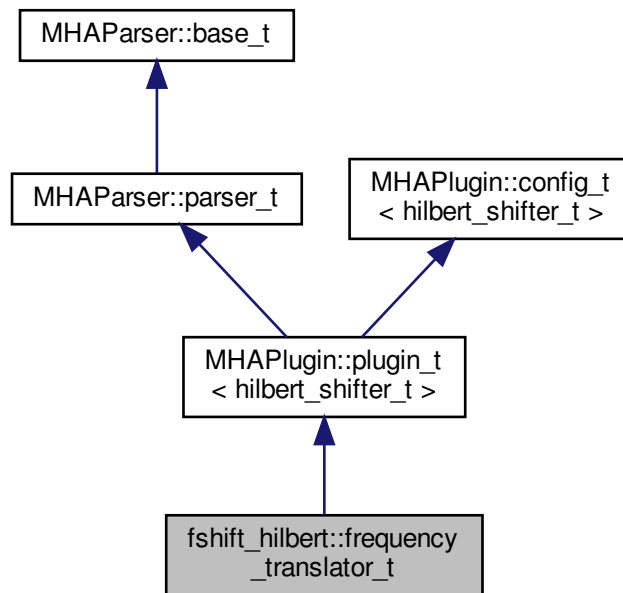 MHAParser::base_t
MHAParser::parser_t
MHAPlugin::config_t
< hilbert_shifter_t >
MHAPlugin::plugin_t
< hilbert_shifter_t >
fshift_hilbert::frequency
_translator_t